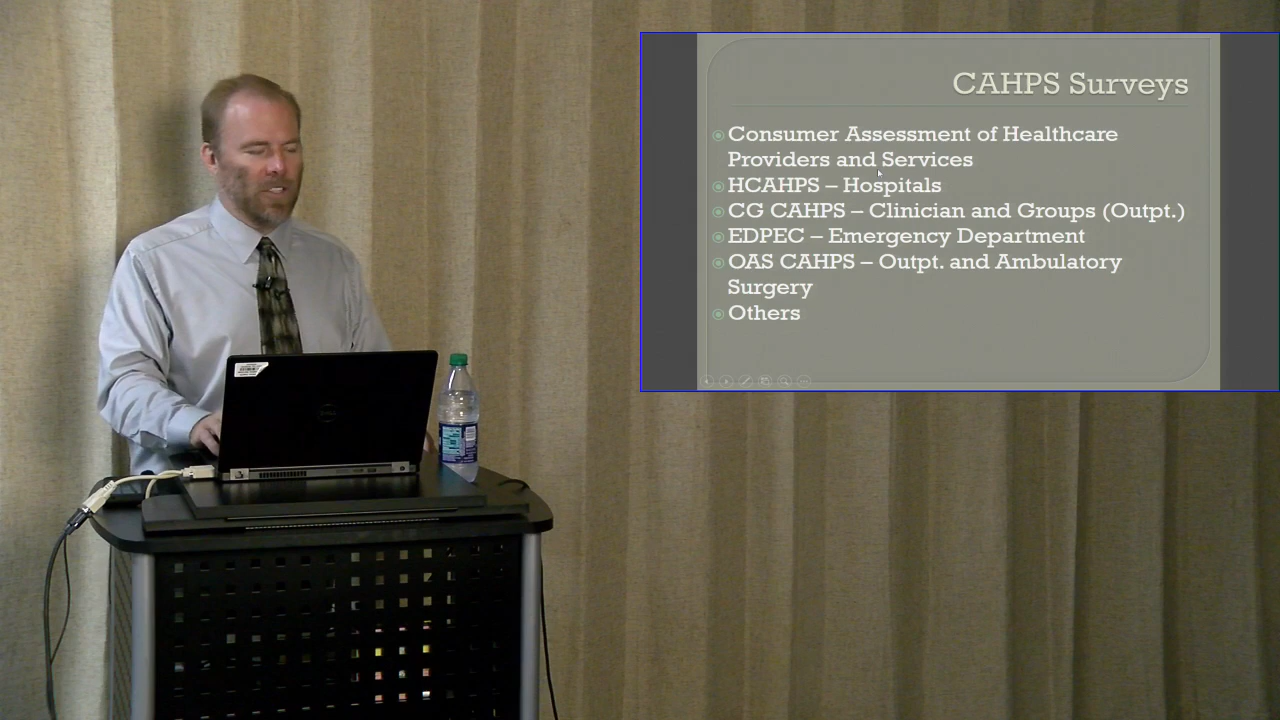 CAHPS Surveys
Consumer Assessment of Healthcare
Providers and Services
HCAHPS – Hospitals
CG CAHPS – Clinician and Groups (Outpt.)
EDPEC – Emergency Department
OAS CAHPS – Outpt. and Ambulatory
Surgery
Others